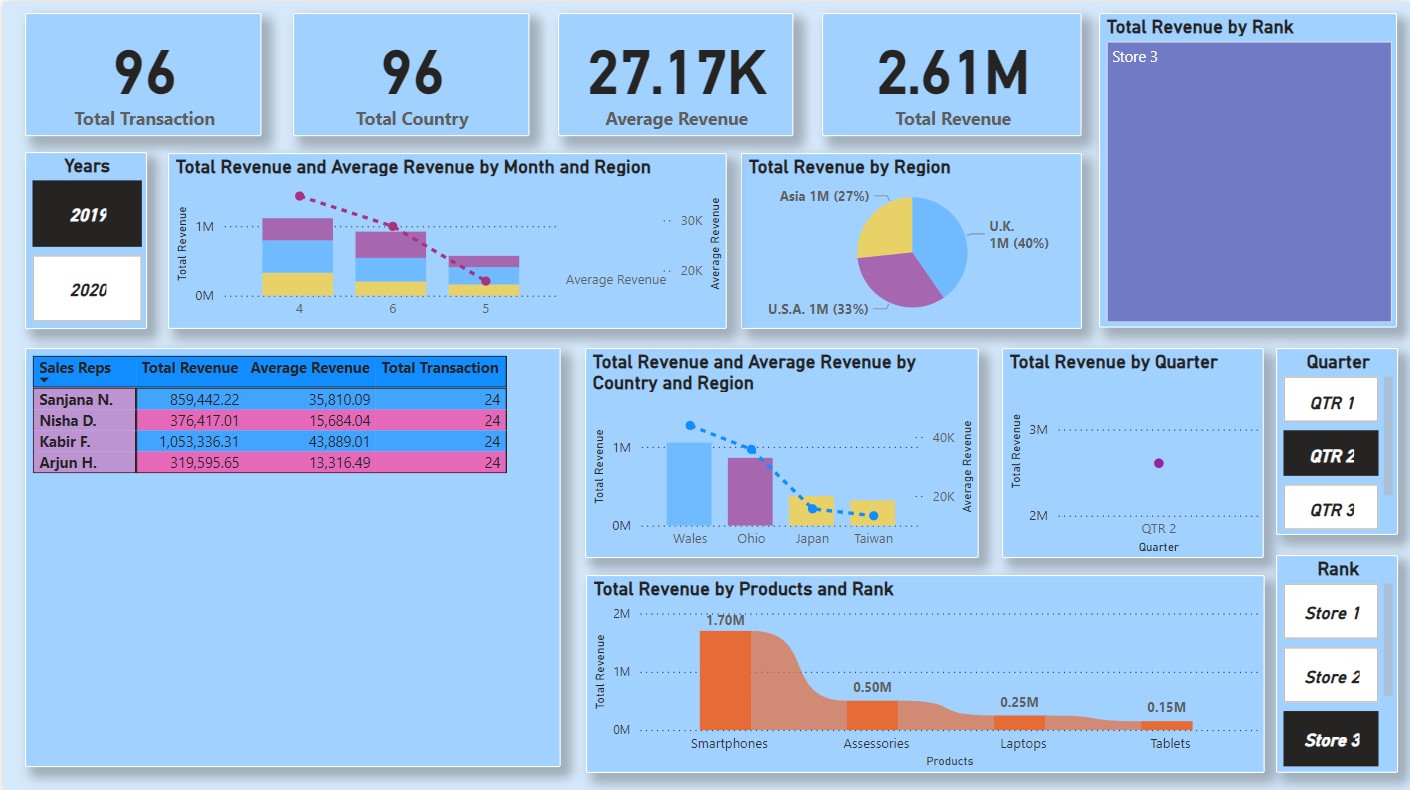 96
Total Transaction
96
Total Country
27.17K
Average Revenue
2.61M
Total Revenue
Total Revenue by Rank
Store 3
Years
2019
2020
Total Revenue and Average Revenue by Month and Region
Total Revenue
1M
0M
4
6
5
Average Revenue
30K
20K
Average Revenue
Total Revenue by Region
Asia 1M (27%)
U.K.
1M (40%)
U.S.A. 1M (33%)
Sales Reps Total Revenue Average Revenue Total Transaction
Sanjana N. 859,442.22 35,810.09 24
Nisha D. 376,417.01 15,684.04 24
Kabir F. 1,053,336.31 43,889.01 24
Arjun H. 319,595.65 13,316.49 24
Total Revenue and Average Revenue by
Country and Region
Total Revenue
1M
0M
Wales
Ohio
Japan
Taiwan
40K
20K
Average Revenue
Total Revenue by Quarter
Total Revenue
3M
2M
QTR 2
Quarter
Quarter
QTR 1
QTR 2
QTR 3
Total Revenue by Products and Rank
Total Revenue
2M
1M
0M
1.70M
0.50M
0.25M
0.15M
Smartphones
Assessories
Laptops
Tablets
Products
Rank
Store 1
Store 2
Store 3